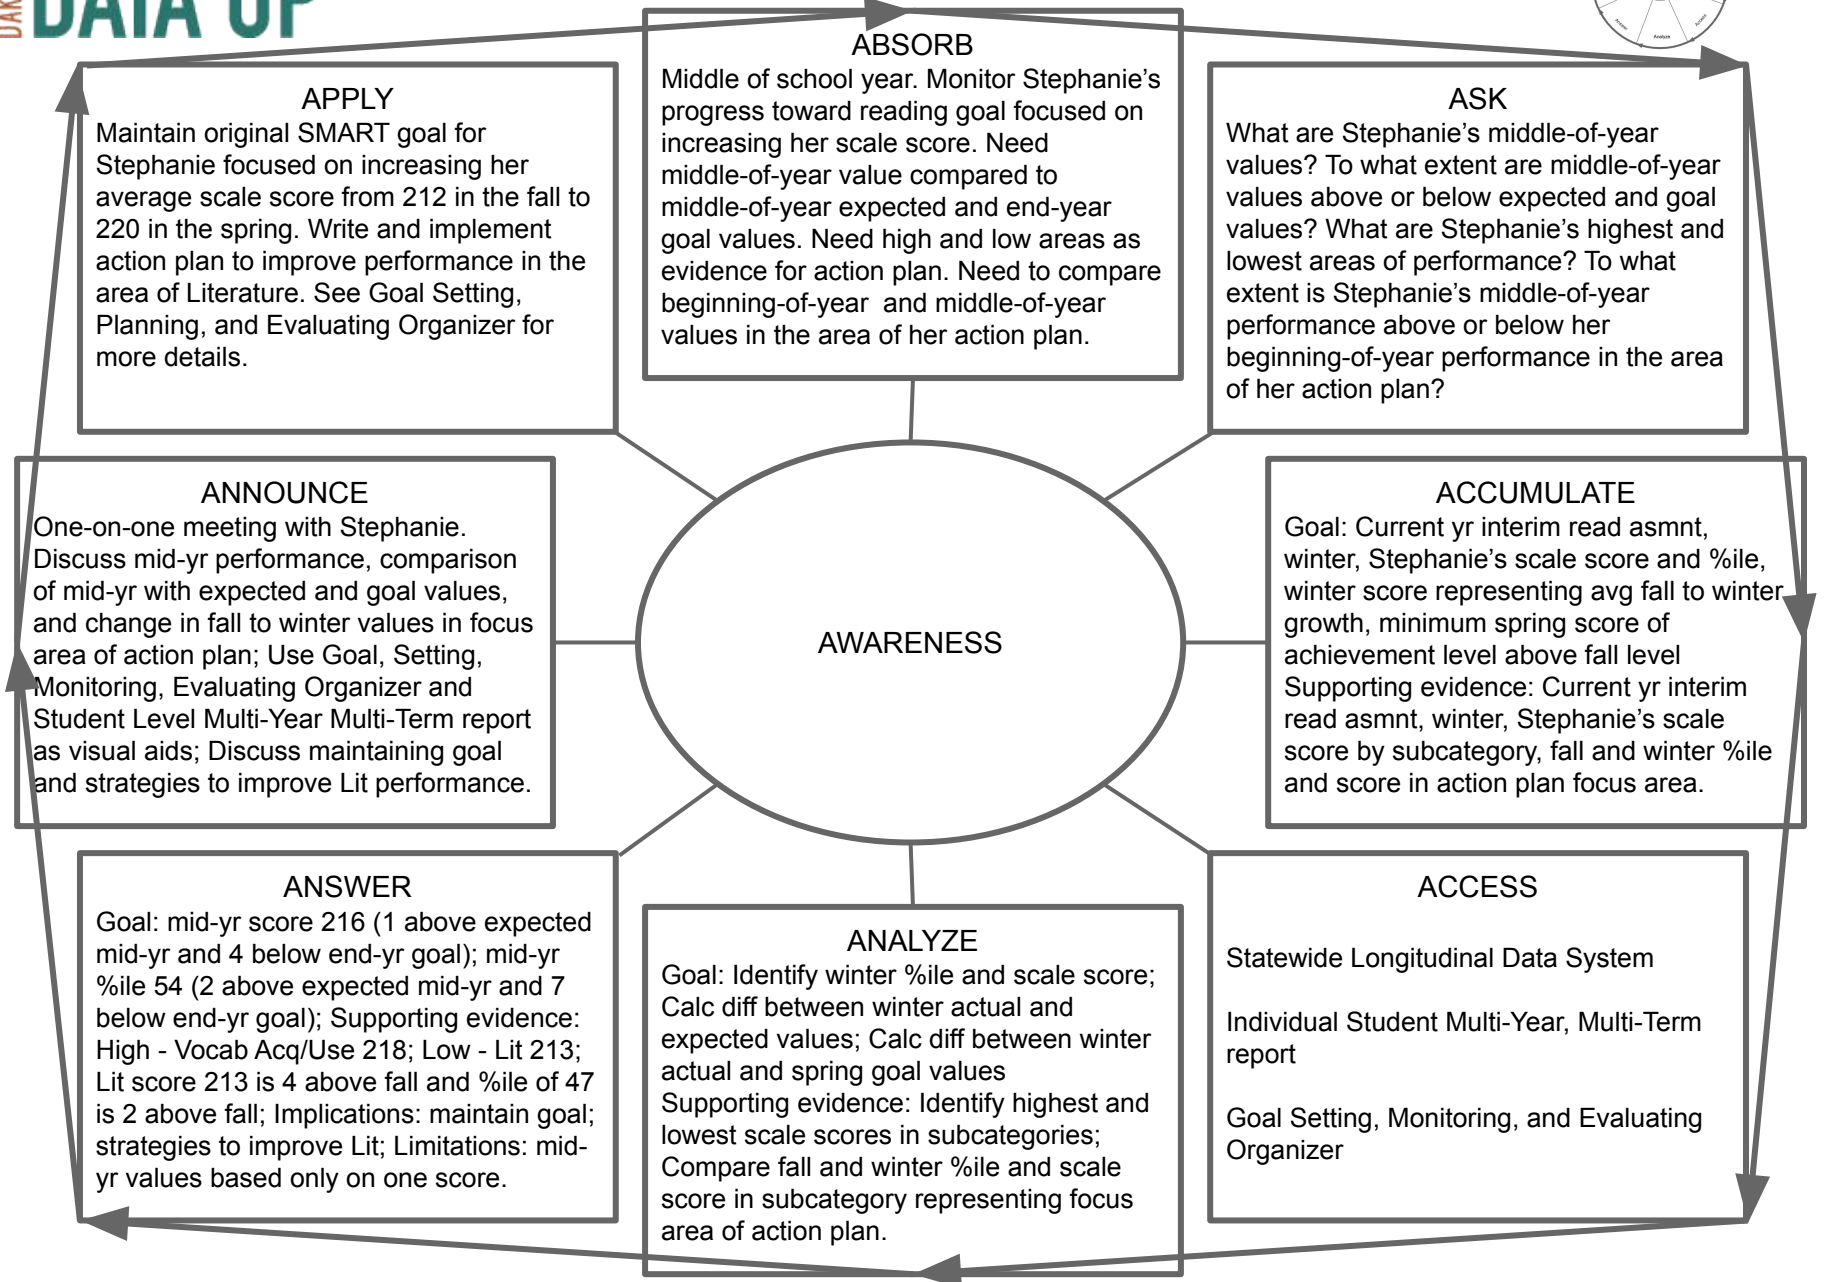 DATA UP
ABSORB
Middle of school year. Monitor Stephanie’s
progress toward reading goal focused on
increasing her scale score. Need
middle-of-year value compared to
middle-of-year expected and end-year
goal values. Need high and low areas as
evidence for action plan. Need to compare
beginning-of-year  and middle-of-year
values in the area of her action plan.
ASK
What are Stephanie’s middle-of-year
values? To what extent are middle-of-year
values above or below expected and goal
values? What are Stephanie’s highest and
lowest areas of performance? To what
extent is Stephanie’s middle-of-year
performance above or below her
beginning-of-year performance in the area
of her action plan?
ACCUMULATE
Goal: Current yr interim read asmnt,
winter, Stephanie’s scale score and %ile,
winter score representing avg fall to winter
growth, minimum spring score of
achievement level above fall level
Supporting evidence: Current yr interim
read asmnt, winter, Stephanie’s scale
score by subcategory, fall and winter %ile
and score in action plan focus area.
ACCESS
Statewide Longitudinal Data System
Individual Student Multi-Year, Multi-Term
report
Goal Setting, Monitoring, and Evaluating
Organizer
ANALYZE
Goal: Identify winter %ile and scale score;
Calc diff between winter actual and
expected values; Calc diff between winter
actual and spring goal values
Supporting evidence: Identify highest and
lowest scale scores in subcategories;
Compare fall and winter %ile and scale
score in subcategory representing focus
area of action plan.
ANSWER
Goal: mid-yr score 216 (1 above expected
mid-yr and 4 below end-yr goal); mid-yr
%ile 54 (2 above expected mid-yr and 7
below end-yr goal); Supporting evidence:
High - Vocab Acq/Use 218; Low - Lit 213;
Lit score 213 is 4 above fall and %ile of 47
is 2 above fall; Implications: maintain goal;
strategies to improve Lit; Limitations: mid-
yr values based only on one score.
ANNOUNCE
One-on-one meeting with Stephanie.
Discuss mid-yr performance, comparison
of mid-yr with expected and goal values,
and change in fall to winter values in focus
area of action plan; Use Goal, Setting,
Monitoring, Evaluating Organizer and
Student Level Multi-Year Multi-Term report
as visual aids; Discuss maintaining goal
and strategies to improve Lit performance.
APPLY
Maintain original SMART goal for
Stephanie focused on increasing her
average scale score from 212 in the fall to
220 in the spring. Write and implement
action plan to improve performance in the
area of Literature. See Goal Setting,
Planning, and Evaluating Organizer for
more details.
AWARENESS
Answer
Analyze
Access